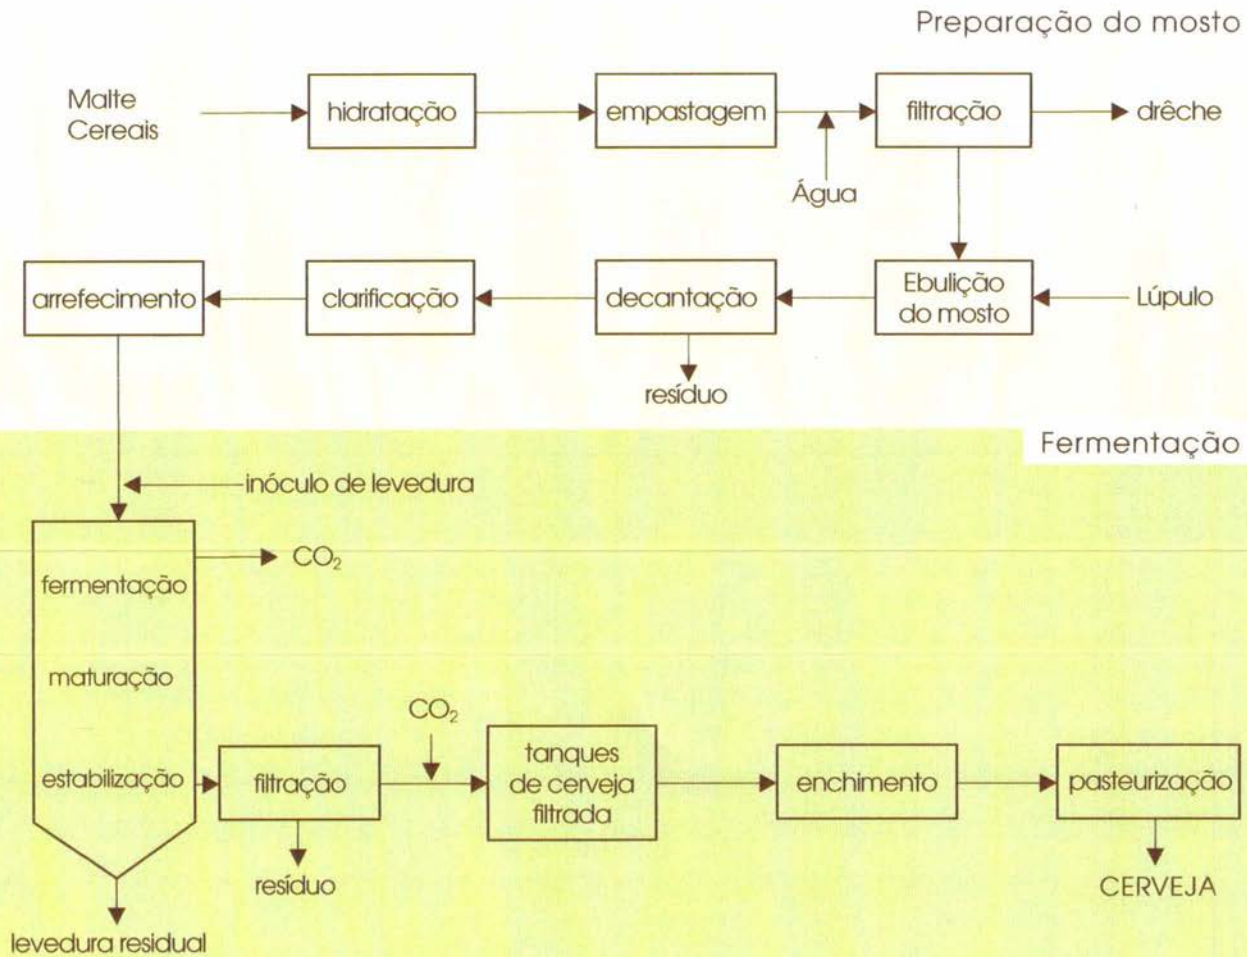 Preparação do mosto
Malte
Cereais
hidratação
empastagem
filtração
drêche
Água
arrefecimento
clarificação
decantação
Ebulição
do mosto
Lúpulo
resíduo
Fermentação
inóculo de levedura
CO₂
fermentação
maturação
CO₂
estabilização
filtração
tanques
de cerveja
filtrada
enchimento
pasteurização
resíduo
CERVEJA
levedura residual